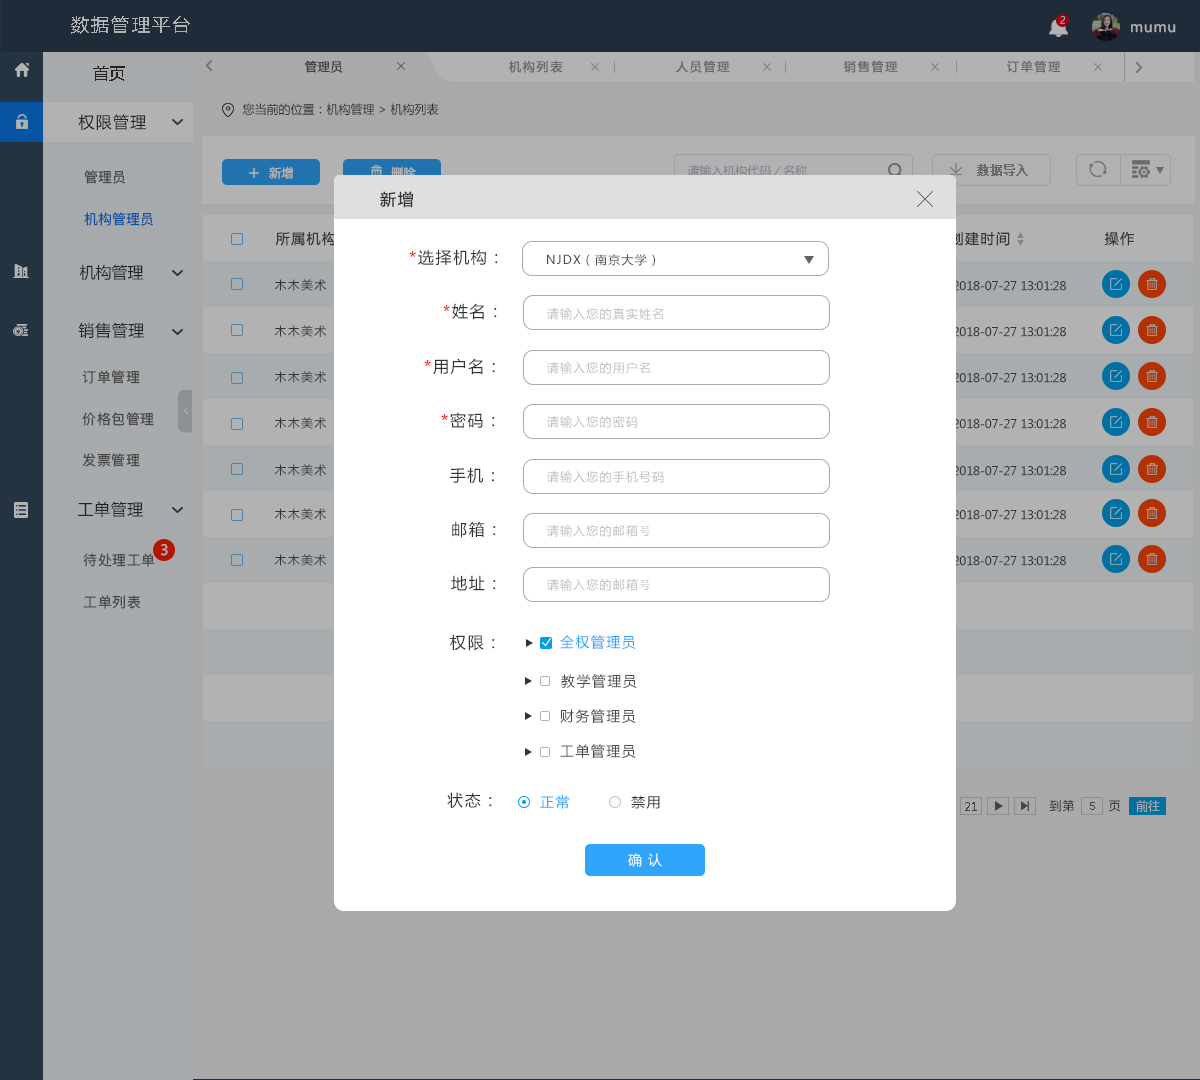 数据管理平台
2
mumu
首页
管理员
机构列表
人员管理
销售管理
订单管理
权限管理
您当前的位置：机构管理 > 机构列表
管理员
机构管理员
机构管理
销售管理
订单管理
价格包管理
发票管理
工单管理
待处理工单
3
工单列表
+ 新增
删除
请输入机构代码 / 名称
数据导入
所属机构
创建时间
操作
木木美术
2018-07-27 13:01:28
木木美术
2018-07-27 13:01:28
木木美术
2018-07-27 13:01:28
木木美术
2018-07-27 13:01:28
木木美术
2018-07-27 13:01:28
木木美术
2018-07-27 13:01:28
木木美术
2018-07-27 13:01:28
21
到第 5 页 前往
新增
*选择机构： NJDX（南京大学）
*姓名： 请输入您的真实姓名
*用户名： 请输入您的用户名
*密码： 请输入您的密码
手机： 请输入您的手机号码
邮箱： 请输入您的邮箱号
地址： 请输入您的邮箱号
权限： 全权管理员
教学管理员
财务管理员
工单管理员
状态： 正常 禁用
确 认